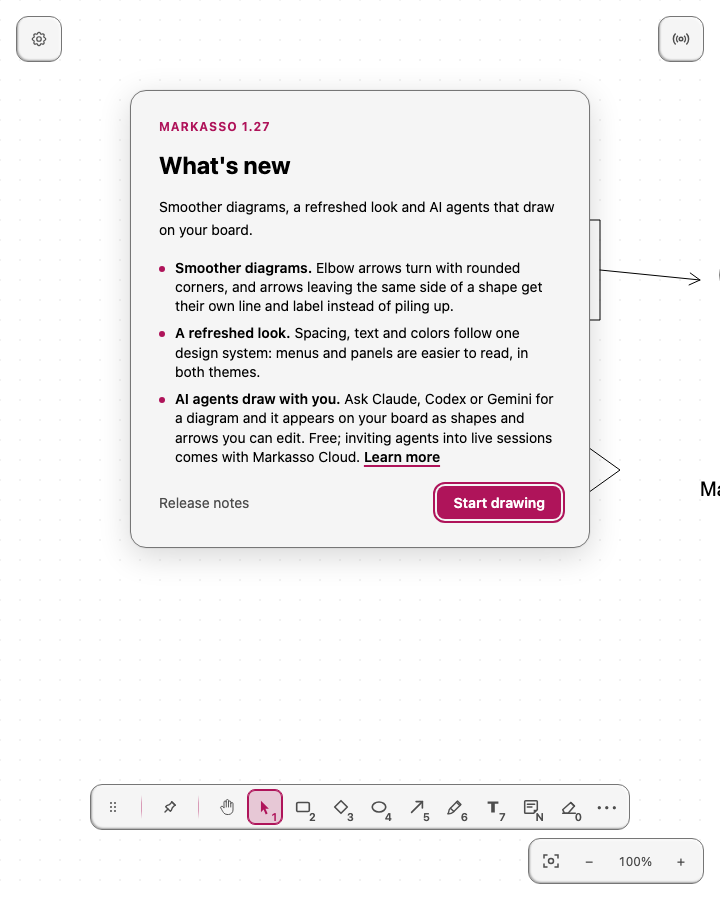 MARKASSO 1.27
What's new
Smoother diagrams, a refreshed look and AI agents that draw
on your board.
Smoother diagrams. Elbow arrows turn with rounded
corners, and arrows leaving the same side of a shape get
their own line and label instead of piling up.
A refreshed look. Spacing, text and colors follow one
design system: menus and panels are easier to read, in
both themes.
AI agents draw with you. Ask Claude, Codex or Gemini for
a diagram and it appears on your board as shapes and
arrows you can edit. Free; inviting agents into live sessions
comes with Markasso Cloud. Learn more
Release notes
Start drawing
Ma
1 2 3 4 5 6 T 7 N 0
− 100% +